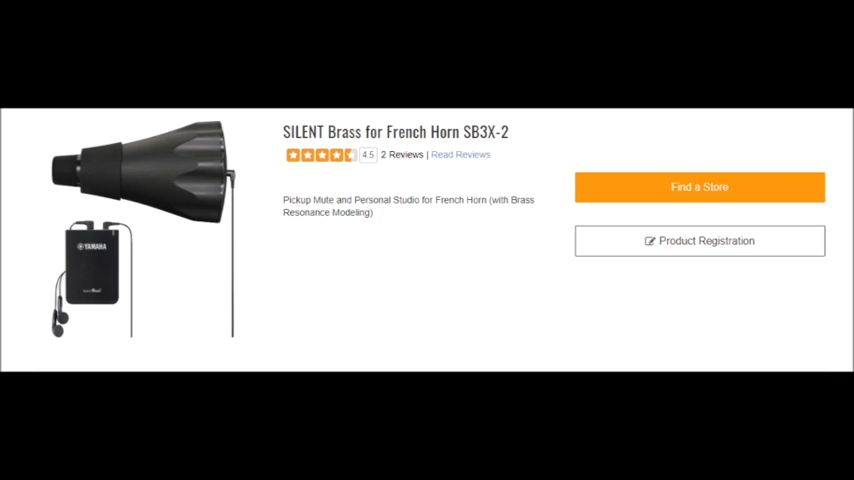 SILENT Brass for French Horn SB3X-2
4.5 2 Reviews | Read Reviews
Find a Store
Pickup Mute and Personal Studio for French Horn (with Brass
Resonance Modeling)
Product Registration
YAMAHA